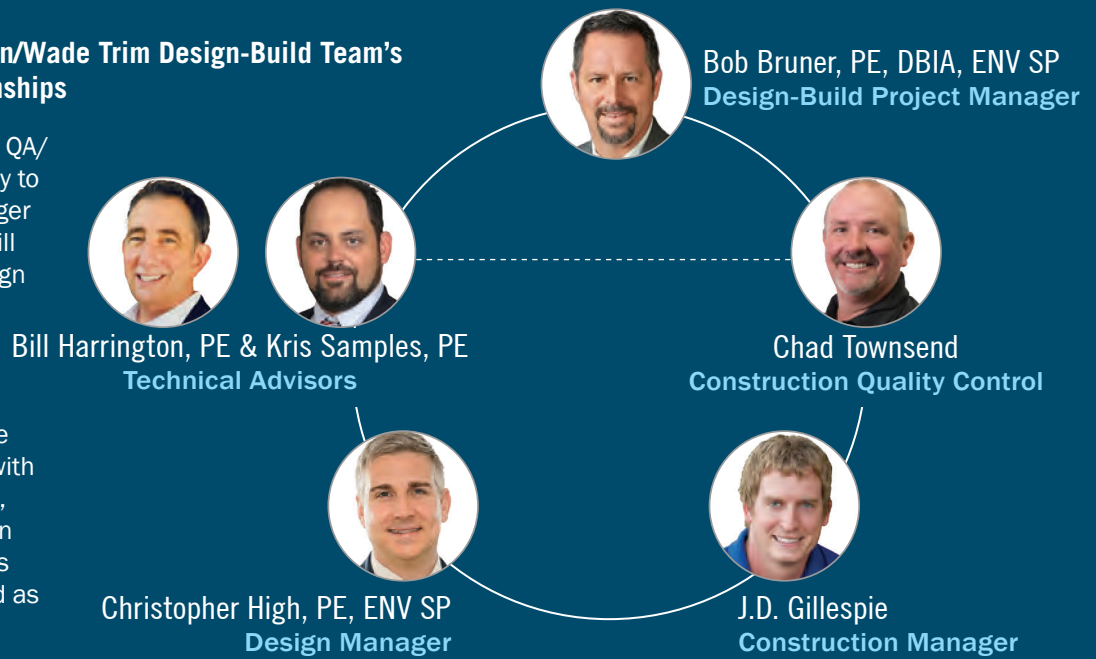 n/Wade Trim Design-Build Team's
nships
QA/
y to
ger
ill
ign
e
with
,
n
s
d as
Bob Bruner, PE, DBIA, ENV SP
Design-Build Project Manager
Bill Harrington, PE & Kris Samples, PE
Technical Advisors
Chad Townsend
Construction Quality Control
Christopher High, PE, ENV SP
Design Manager
J.D. Gillespie
Construction Manager